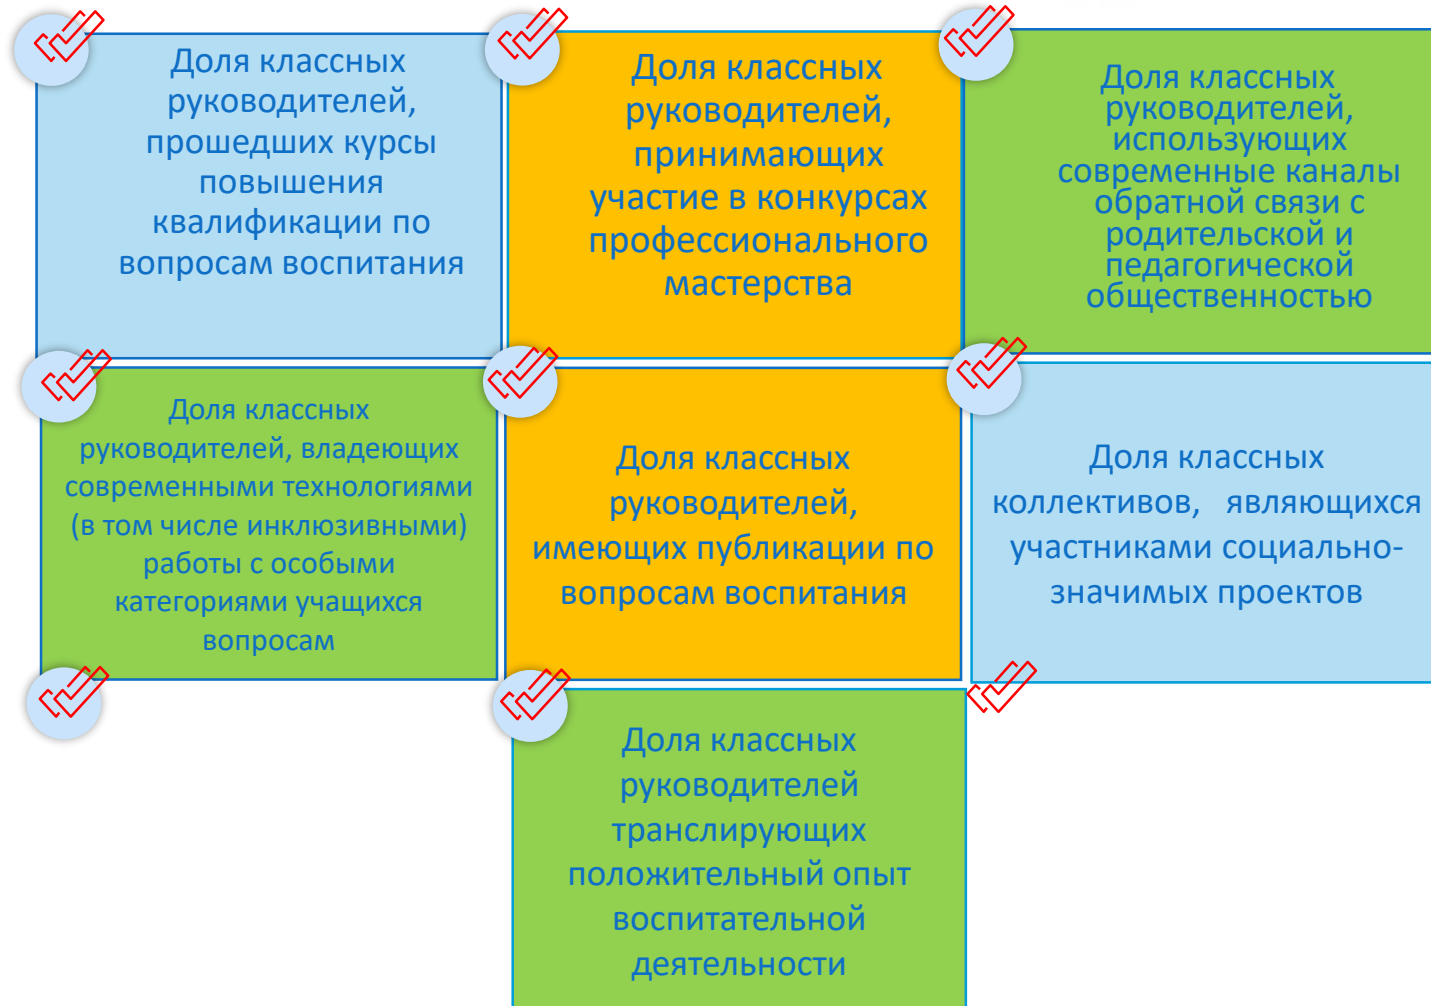 Доля классных
руководителей,
прошедших курсы
повышения
квалификации по
вопросам воспитания
Доля классных
руководителей,
принимающих
участие в конкурсах
профессионального
мастерства
Доля классных
руководителей,
использующих
современные каналы
обратной связи с
родительской и
педагогической
общественностью
Доля классных
руководителей, владеющих
современными технологиями
(в том числе инклюзивными)
работы с особыми
категориями учащихся
вопросам
Доля классных
руководителей,
имеющих публикации по
вопросам воспитания
Доля классных
коллективов, являющихся
участниками социально-
значимых проектов
Доля классных
руководителей
транслирующих
положительный опыт
воспитательной
деятельности